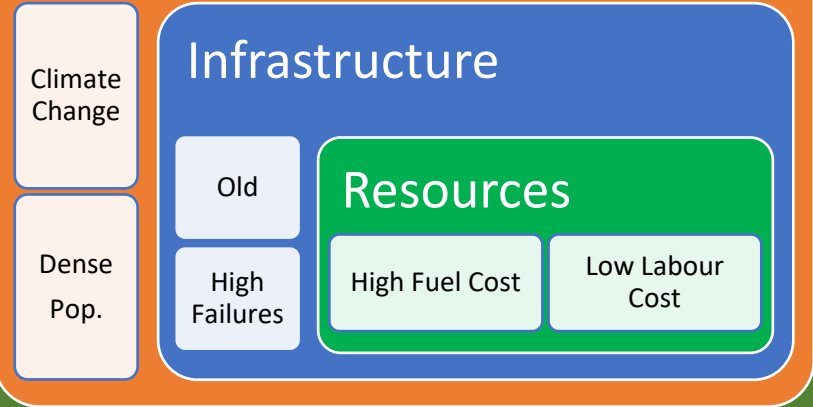 Climate
Change
Dense
Pop.
Infrastructure
Old
High
Failures
Resources
High Fuel Cost
Low Labour
Cost